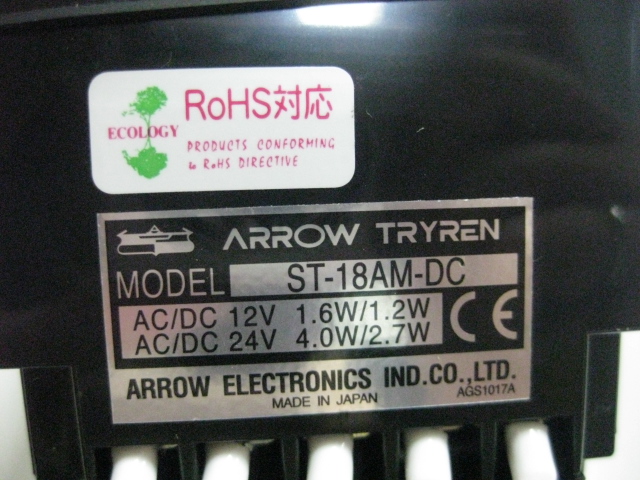 ECOLOGY
RoHS対応
PRODUCTS CONFORMING
to RoHS DIRECTIVE
ARROW TRYREN
MODEL ST-18AM-DC
AC/DC 12V 1.6W/1.2W
AC/DC 24V 4.0W/2.7W
CE
ARROW ELECTRONICS IND.CO.,LTD.
MADE IN JAPAN
AGS1017A